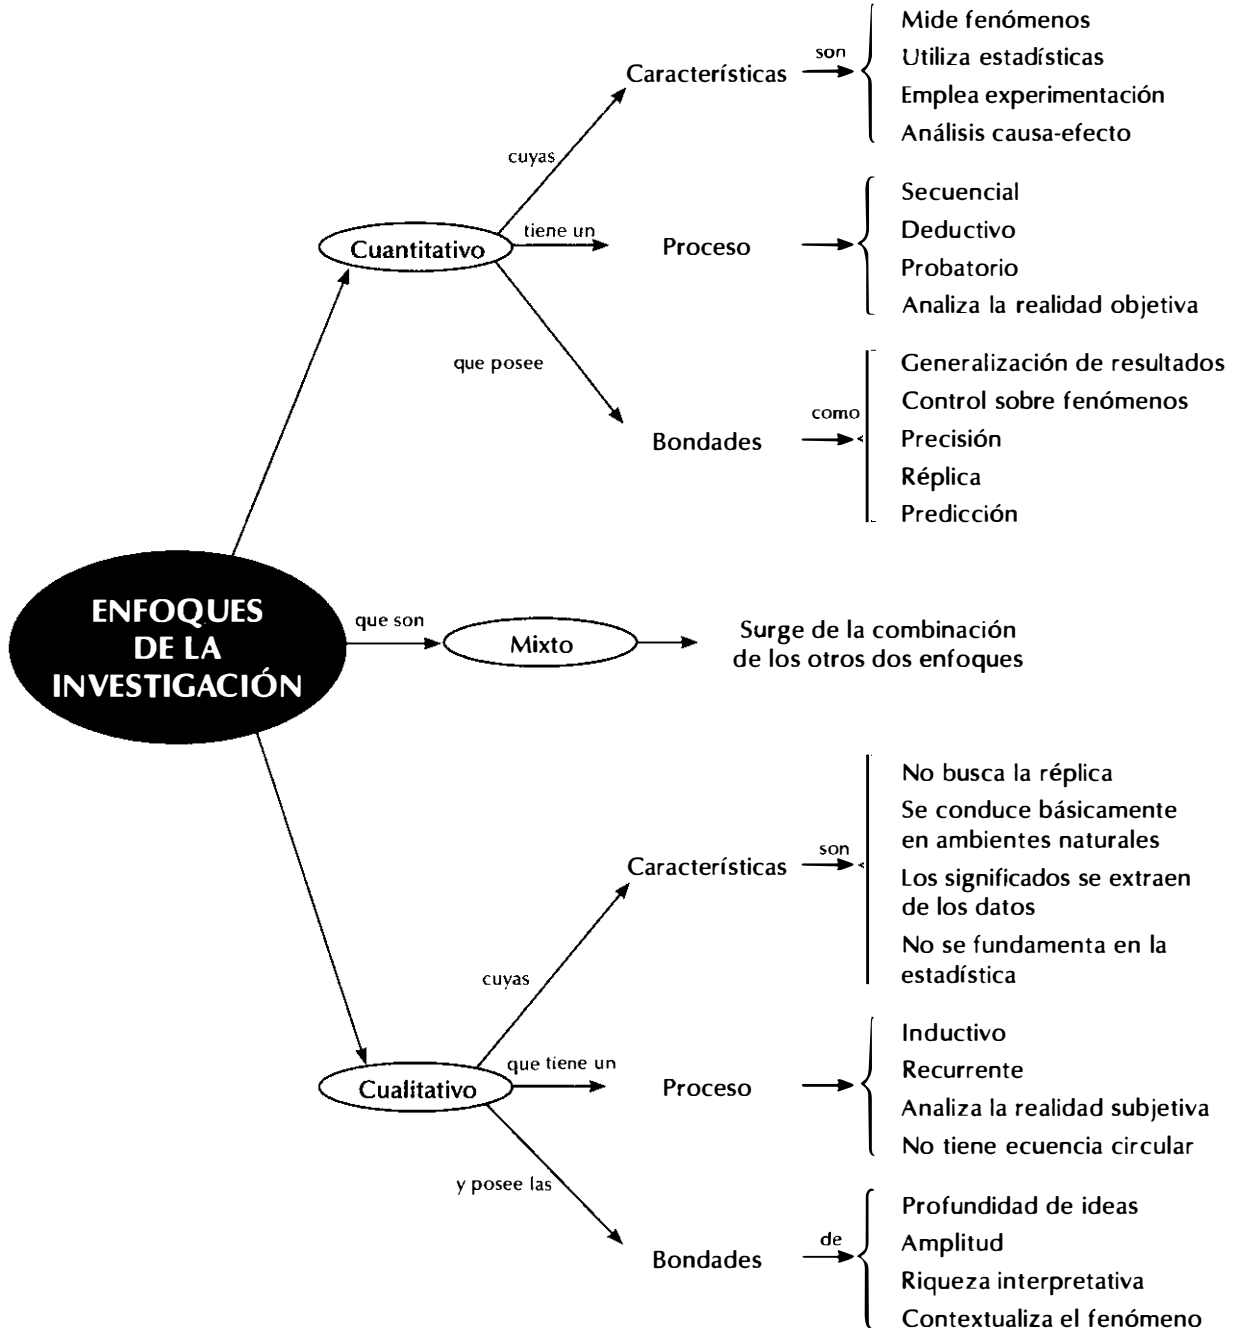 son
Mide fenómenos
Utiliza estadísticas
Características
Emplea experimentación
Análisis causa-efecto
cuyas
Cuantitativo
tiene un
Proceso
Secuencial
Deductivo
Probatorio
Analiza la realidad objetiva
que posee
Bondades
como
Generalización de resultados
Control sobre fenómenos
Precisión
Réplica
Predicción
ENFOQUES
DE LA
INVESTIGACIÓN
que son
Mixto
Surge de la combinación
de los otros dos enfoques
cuyas
Características
son
No busca la réplica
Se conduce básicamente
en ambientes naturales
Los significados se extraen
de los datos
No se fundamenta en la
estadística
Cualitativo
que tiene un
Proceso
Inductivo
Recurrente
Analiza la realidad subjetiva
No tiene ecuencia circular
y posee las
Bondades
de
Profundidad de ideas
Amplitud
Riqueza interpretativa
Contextualiza el fenómeno